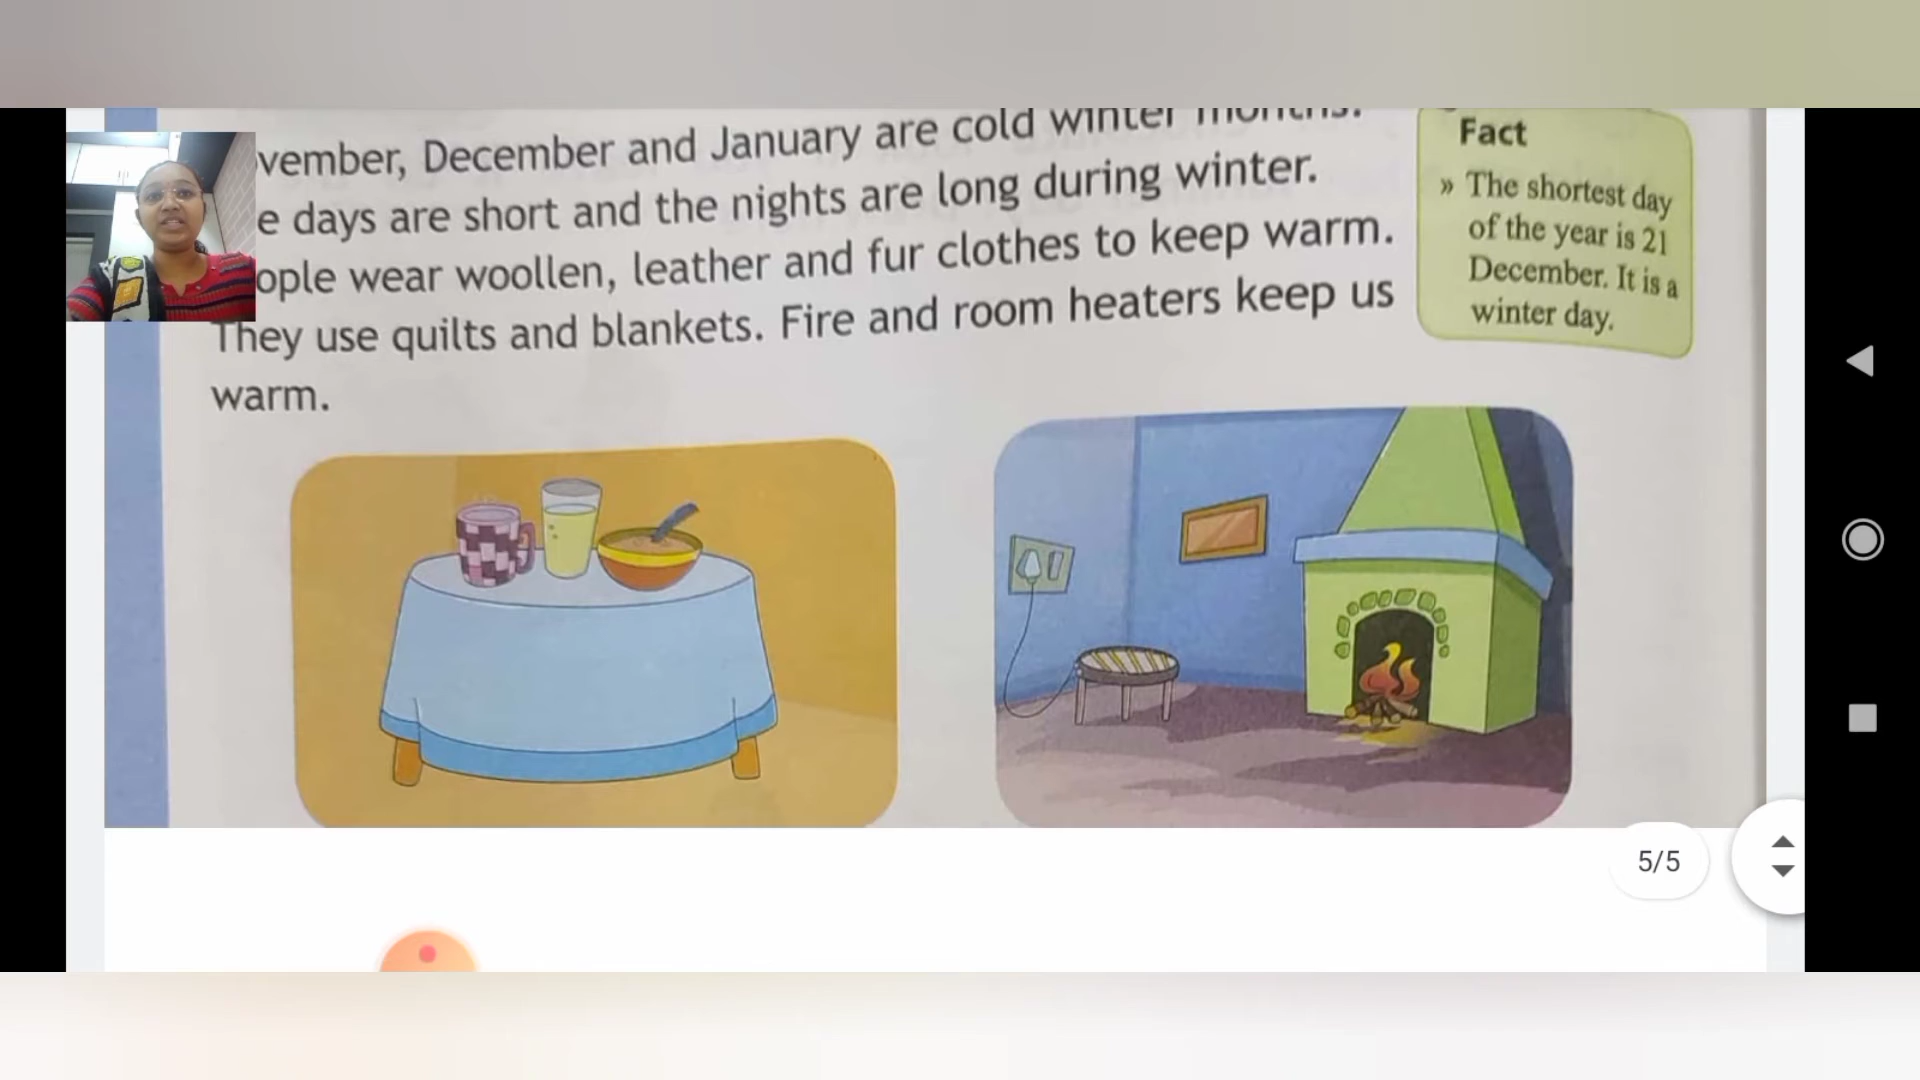 vember, December and January are cold winter months.
e days are short and the nights are long during winter.
ople wear woollen, leather and fur clothes to keep warm.
They use quilts and blankets. Fire and room heaters keep us
warm.
Fact
» The shortest day
of the year is 21
December. It is a
winter day.
5/5